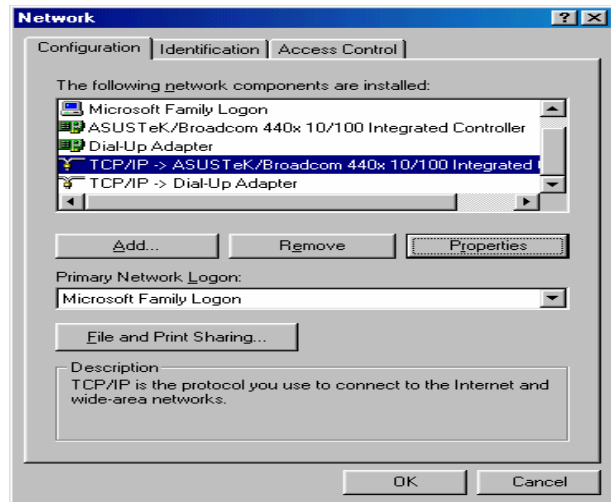 Network
Configuration Identification Access Control
The following network components are installed:
Microsoft Family Logon
ASUSTeK/Broadcom 440x 10/100 Integrated Controller
Dial-Up Adapter
TCP/IP -> ASUSTeK/Broadcom 440x 10/100 Integrated
TCP/IP -> Dial-Up Adapter
Add... Remove Properties
Primary Network Logon:
Microsoft Family Logon
File and Print Sharing...
Description
TCP/IP is the protocol you use to connect to the Internet and
wide-area networks.
OK Cancel